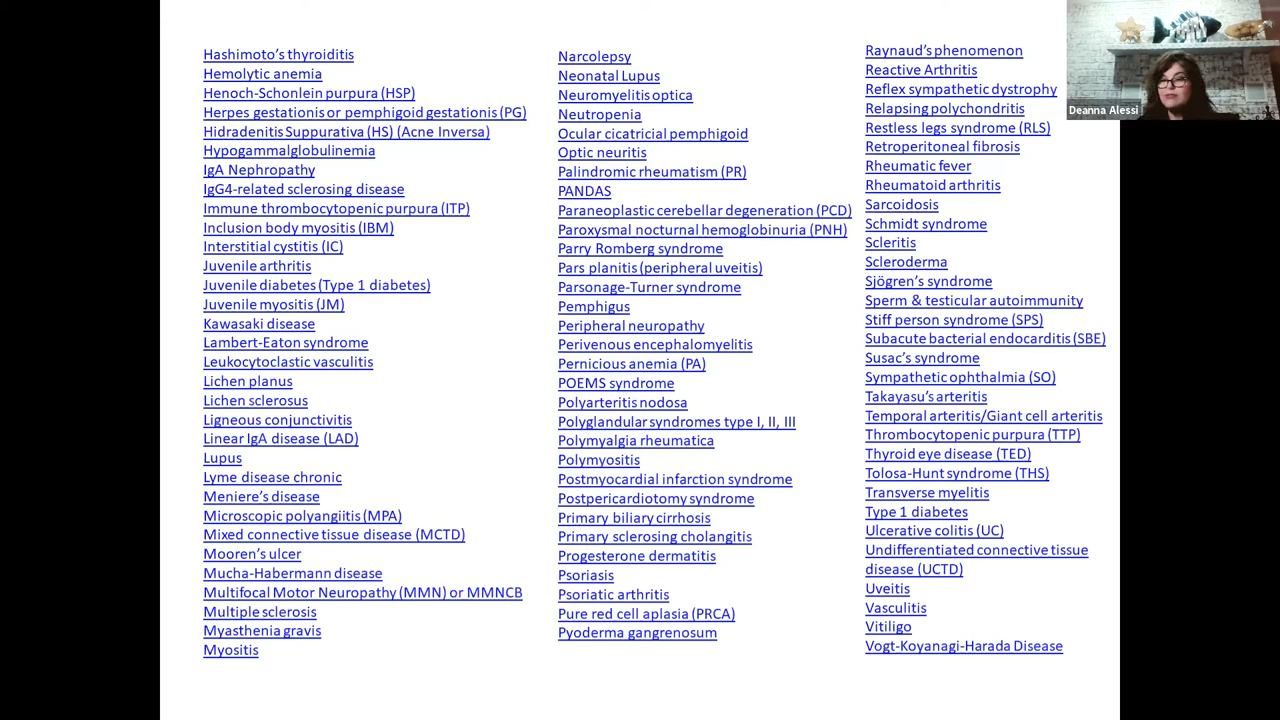 Hashimoto’s thyroiditis
Hemolytic anemia
Henoch-Schonlein purpura (HSP)
Herpes gestationis or pemphigoid gestationis (PG)
Hidradenitis Suppurativa (HS) (Acne Inversa)
Hypogammalglobulinemia
IgA Nephropathy
IgG4-related sclerosing disease
Immune thrombocytopenic purpura (ITP)
Inclusion body myositis (IBM)
Interstitial cystitis (IC)
Juvenile arthritis
Juvenile diabetes (Type 1 diabetes)
Juvenile myositis (JM)
Kawasaki disease
Lambert-Eaton syndrome
Leukocytoclastic vasculitis
Lichen planus
Lichen sclerosus
Ligneous conjunctivitis
Linear IgA disease (LAD)
Lupus
Lyme disease chronic
Meniere’s disease
Microscopic polyangiitis (MPA)
Mixed connective tissue disease (MCTD)
Mooren’s ulcer
Mucha-Habermann disease
Multifocal Motor Neuropathy (MMN) or MMNCB
Multiple sclerosis
Myasthenia gravis
Myositis
Narcolepsy
Neonatal Lupus
Neuromyelitis optica
Neutropenia
Ocular cicatricial pemphigoid
Optic neuritis
Palindromic rheumatism (PR)
PANDAS
Paraneoplastic cerebellar degeneration (PCD)
Paroxysmal nocturnal hemoglobinuria (PNH)
Parry Romberg syndrome
Pars planitis (peripheral uveitis)
Parsonage-Turner syndrome
Pemphigus
Peripheral neuropathy
Perivenous encephalomyelitis
Pernicious anemia (PA)
POEMS syndrome
Polyarteritis nodosa
Polyglandular syndromes type I, II, III
Polymyalgia rheumatica
Polymyositis
Postmyocardial infarction syndrome
Postpericardiotomy syndrome
Primary biliary cirrhosis
Primary sclerosing cholangitis
Progesterone dermatitis
Psoriasis
Psoriatic arthritis
Pure red cell aplasia (PRCA)
Pyoderma gangrenosum
Raynaud’s phenomenon
Reactive Arthritis
Reflex sympathetic dystrophy
Relapsing polychondritis
Restless legs syndrome (RLS)
Retroperitoneal fibrosis
Rheumatic fever
Rheumatoid arthritis
Sarcoidosis
Schmidt syndrome
Scleritis
Scleroderma
Sjögren’s syndrome
Sperm & testicular autoimmunity
Stiff person syndrome (SPS)
Subacute bacterial endocarditis (SBE)
Susac’s syndrome
Sympathetic ophthalmia (SO)
Takayasu’s arteritis
Temporal arteritis/Giant cell arteritis
Thrombocytopenic purpura (TTP)
Thyroid eye disease (TED)
Tolosa-Hunt syndrome (THS)
Transverse myelitis
Type 1 diabetes
Ulcerative colitis (UC)
Undifferentiated connective tissue
disease (UCTD)
Uveitis
Vasculitis
Vitiligo
Vogt-Koyanagi-Harada Disease
Deanna Alessi